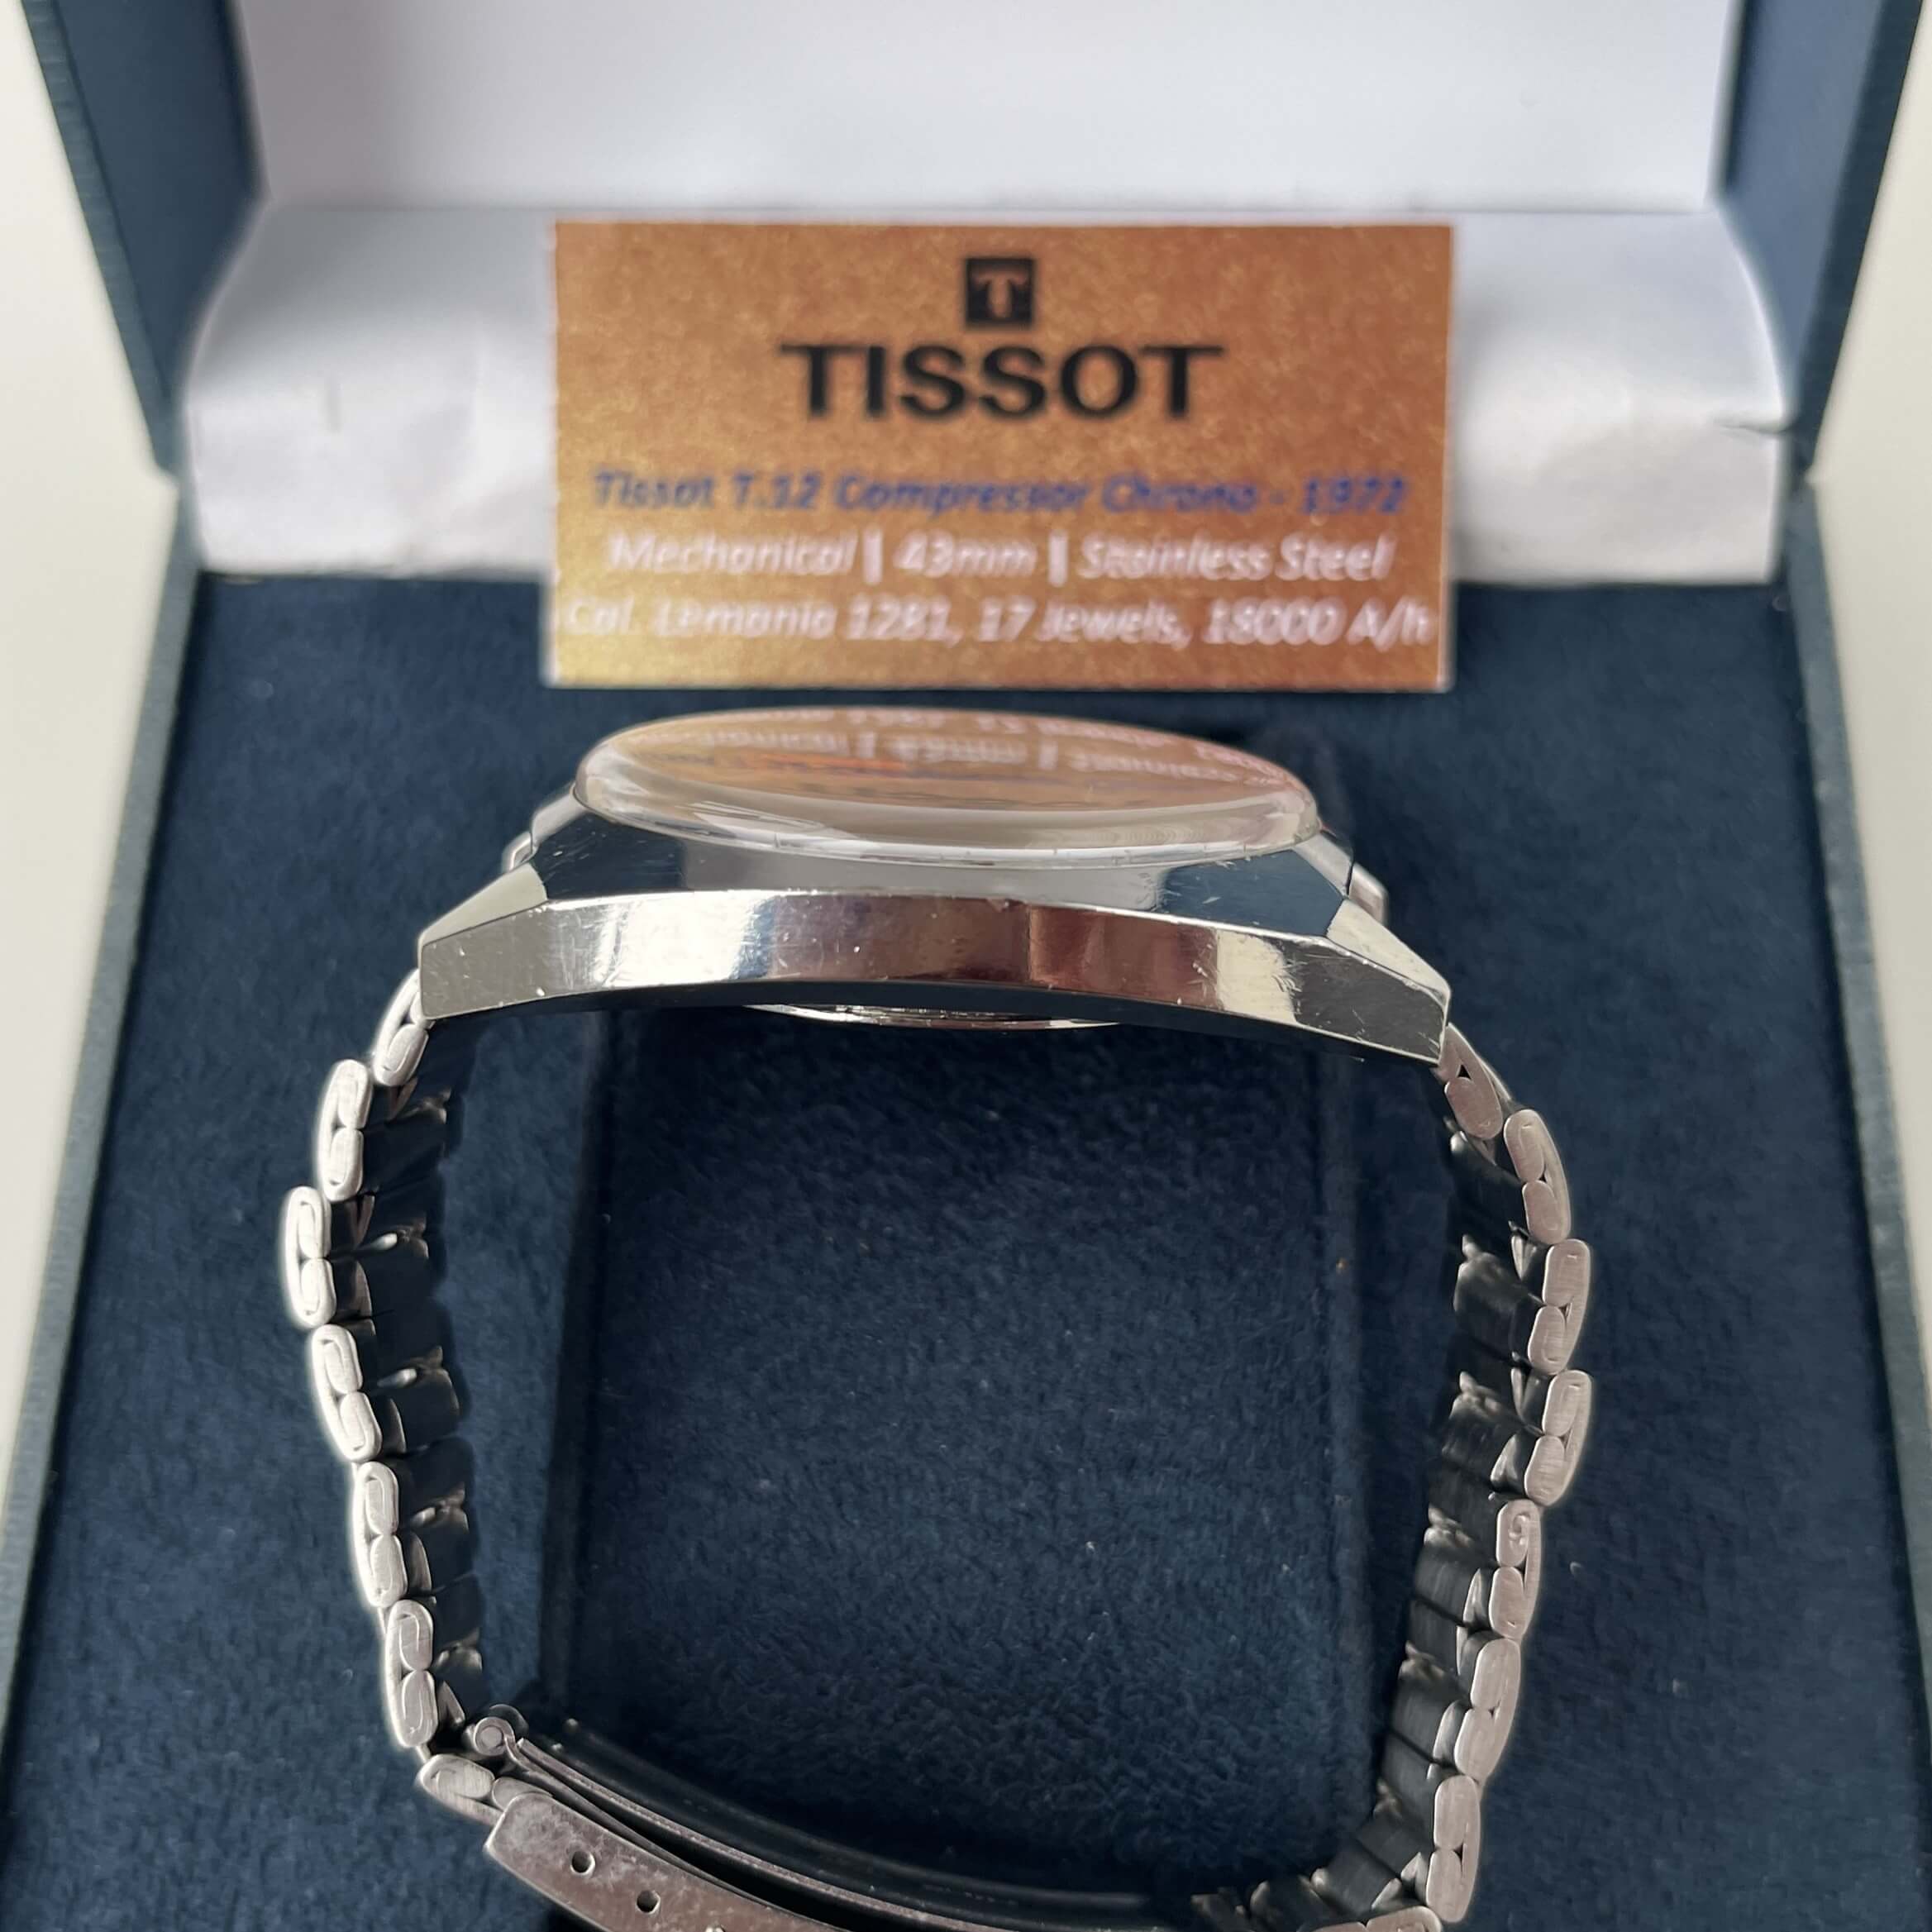 T
TISSOT
Tissot T.12 Compressor Chrono - 1972
Mechanical | 43mm | Stainless Steel
Cal. Lemania 1281, 17 Jewels, 18000 A/h